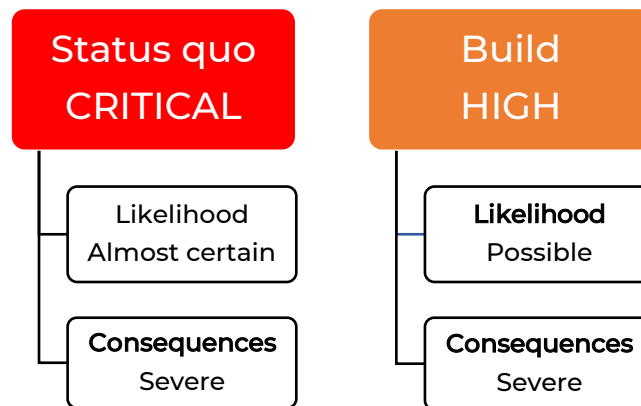 Status quo
CRITICAL
Likelihood
Almost certain
Consequences
Severe
Build
HIGH
Likelihood
Possible
Consequences
Severe